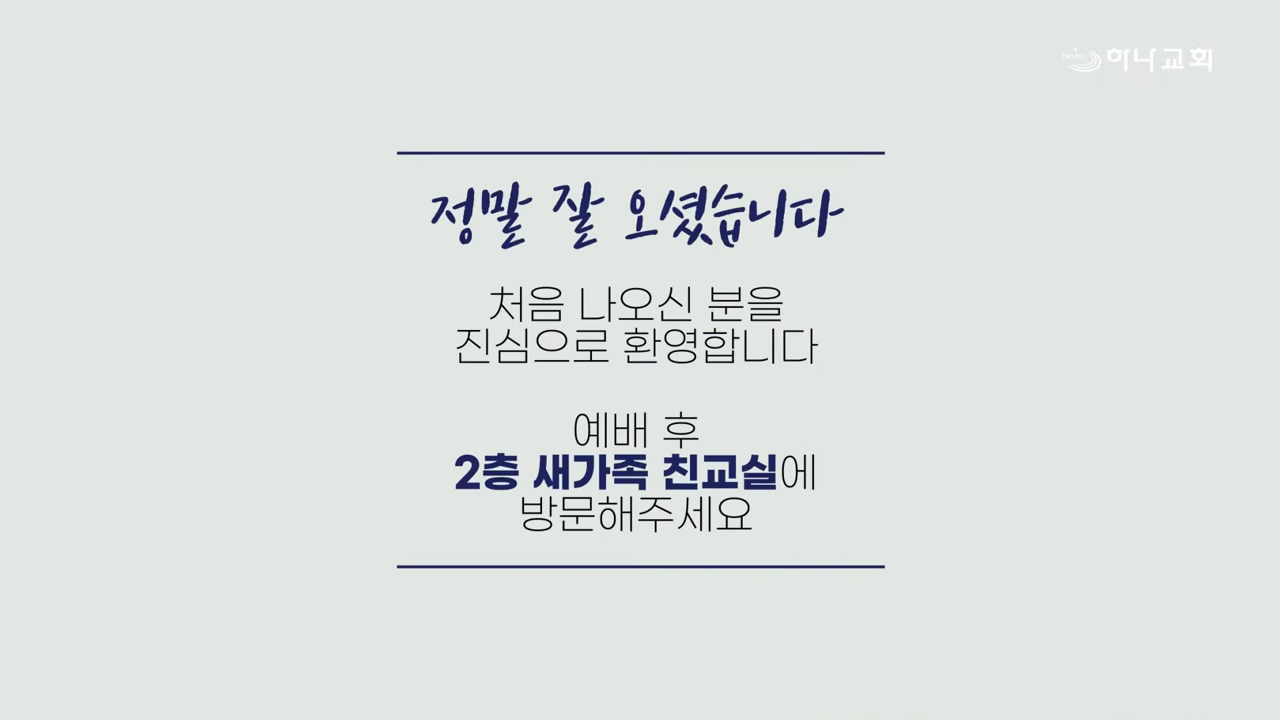 하나교회
정말 잘 오셨습니다
처음 나오신 분을
진심으로 환영합니다
예배 후
2층 새가족 친교실에
방문해주세요